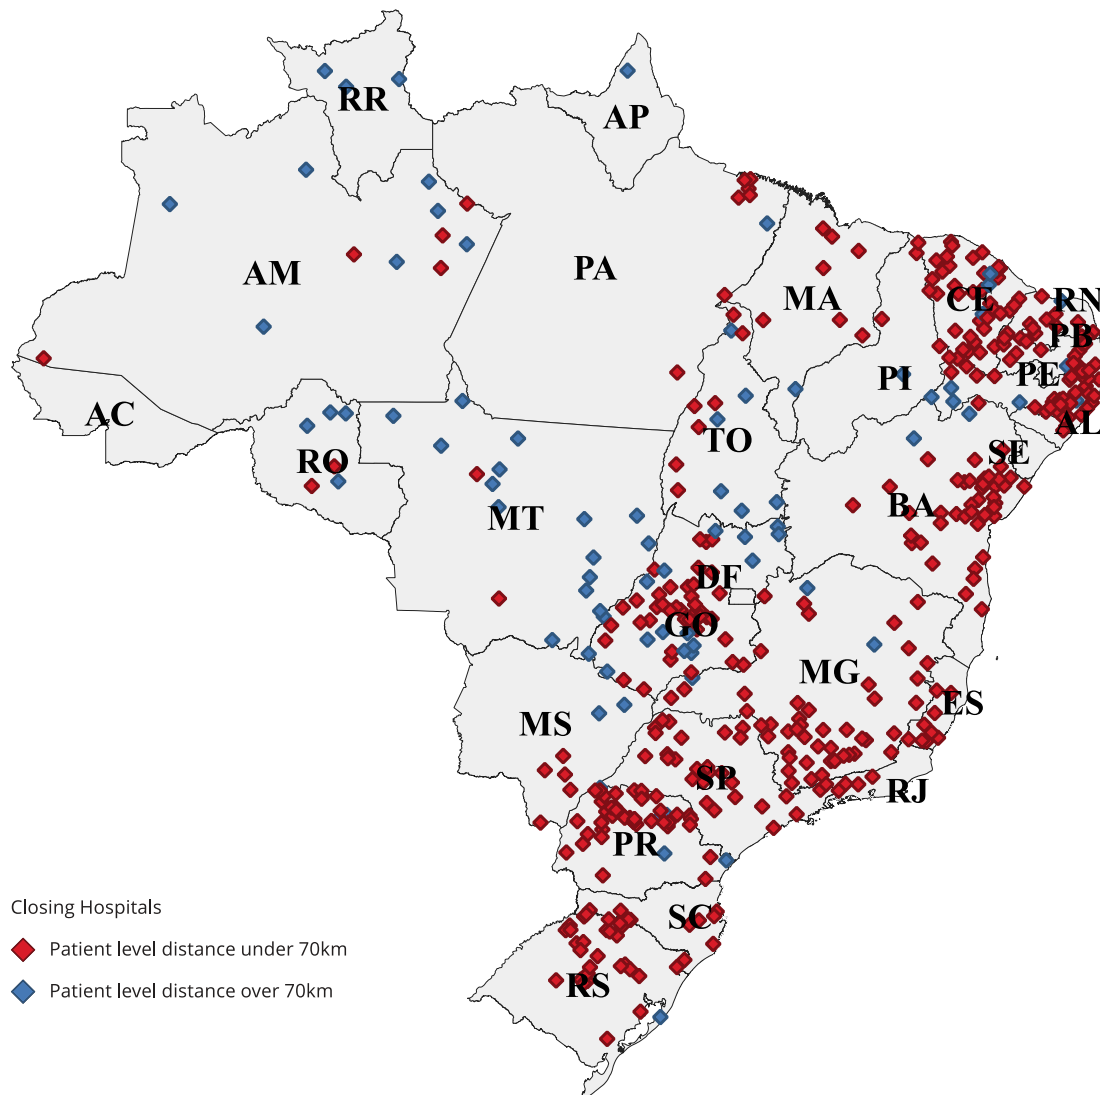 RR
AP
AM
PA
MA
CE
RN
PB
PI
PE
AC
TO
AL
RO
SE
MT
BA
DF
GO
MG
MS
ES
SP
RJ
PR
Closing Hospitals
SC
Patient level distance under 70km
RS
Patient level distance over 70km